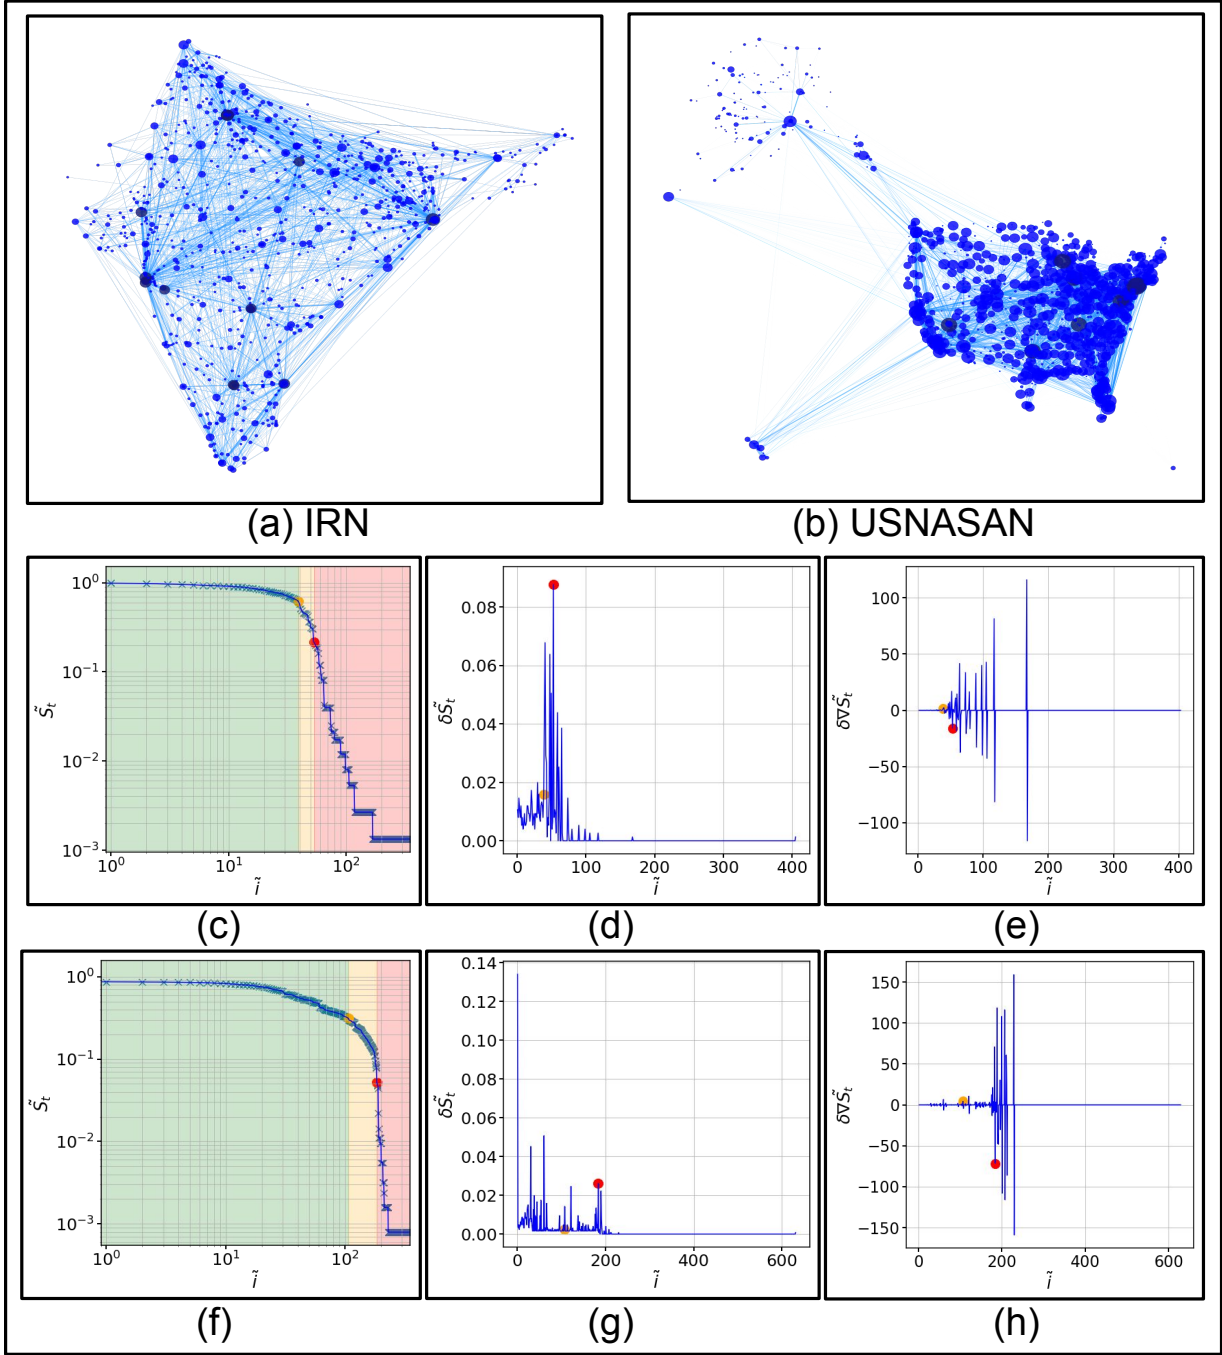 (a) IRN
(b) USNASAN
10⁰
10⁻¹
10⁻²
10⁻³
S̃ₜ
10⁰ 10¹ 10²
ĩ
(c)
0.08
0.06
0.04
0.02
0.00
δS̃ₜ
0 100 200 300 400
ĩ
(d)
100
50
0
−50
−100
δ∇S̃ₜ
0 100 200 300 400
ĩ
(e)
10⁰
10⁻¹
10⁻²
10⁻³
S̃ₜ
10⁰ 10¹ 10²
ĩ
(f)
0.14
0.12
0.10
0.08
0.06
0.04
0.02
0.00
δS̃ₜ
0 200 400 600
ĩ
(g)
150
100
50
0
−50
−100
−150
δ∇S̃ₜ
0 200 400 600
ĩ
(h)